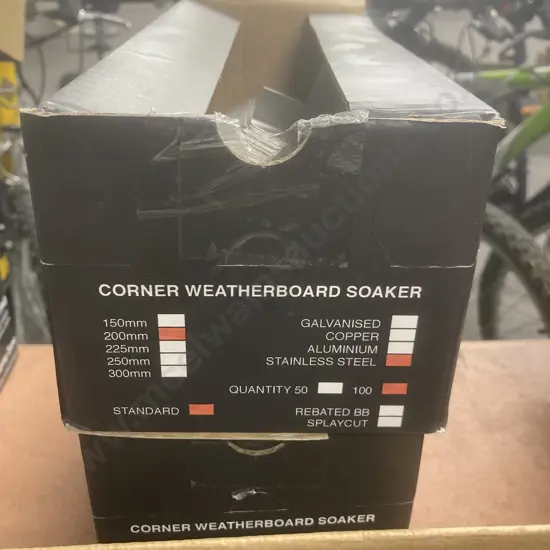 CORNER WEATHERBOARD SOAKER
150mm GALVANISED
200mm COPPER
225mm ALUMINIUM
250mm STAINLESS STEEL
300mm
QUANTITY 50 100
STANDARD REBATED BB
SPLAYCUT
CORNER WEATHERBOARD SOAKER